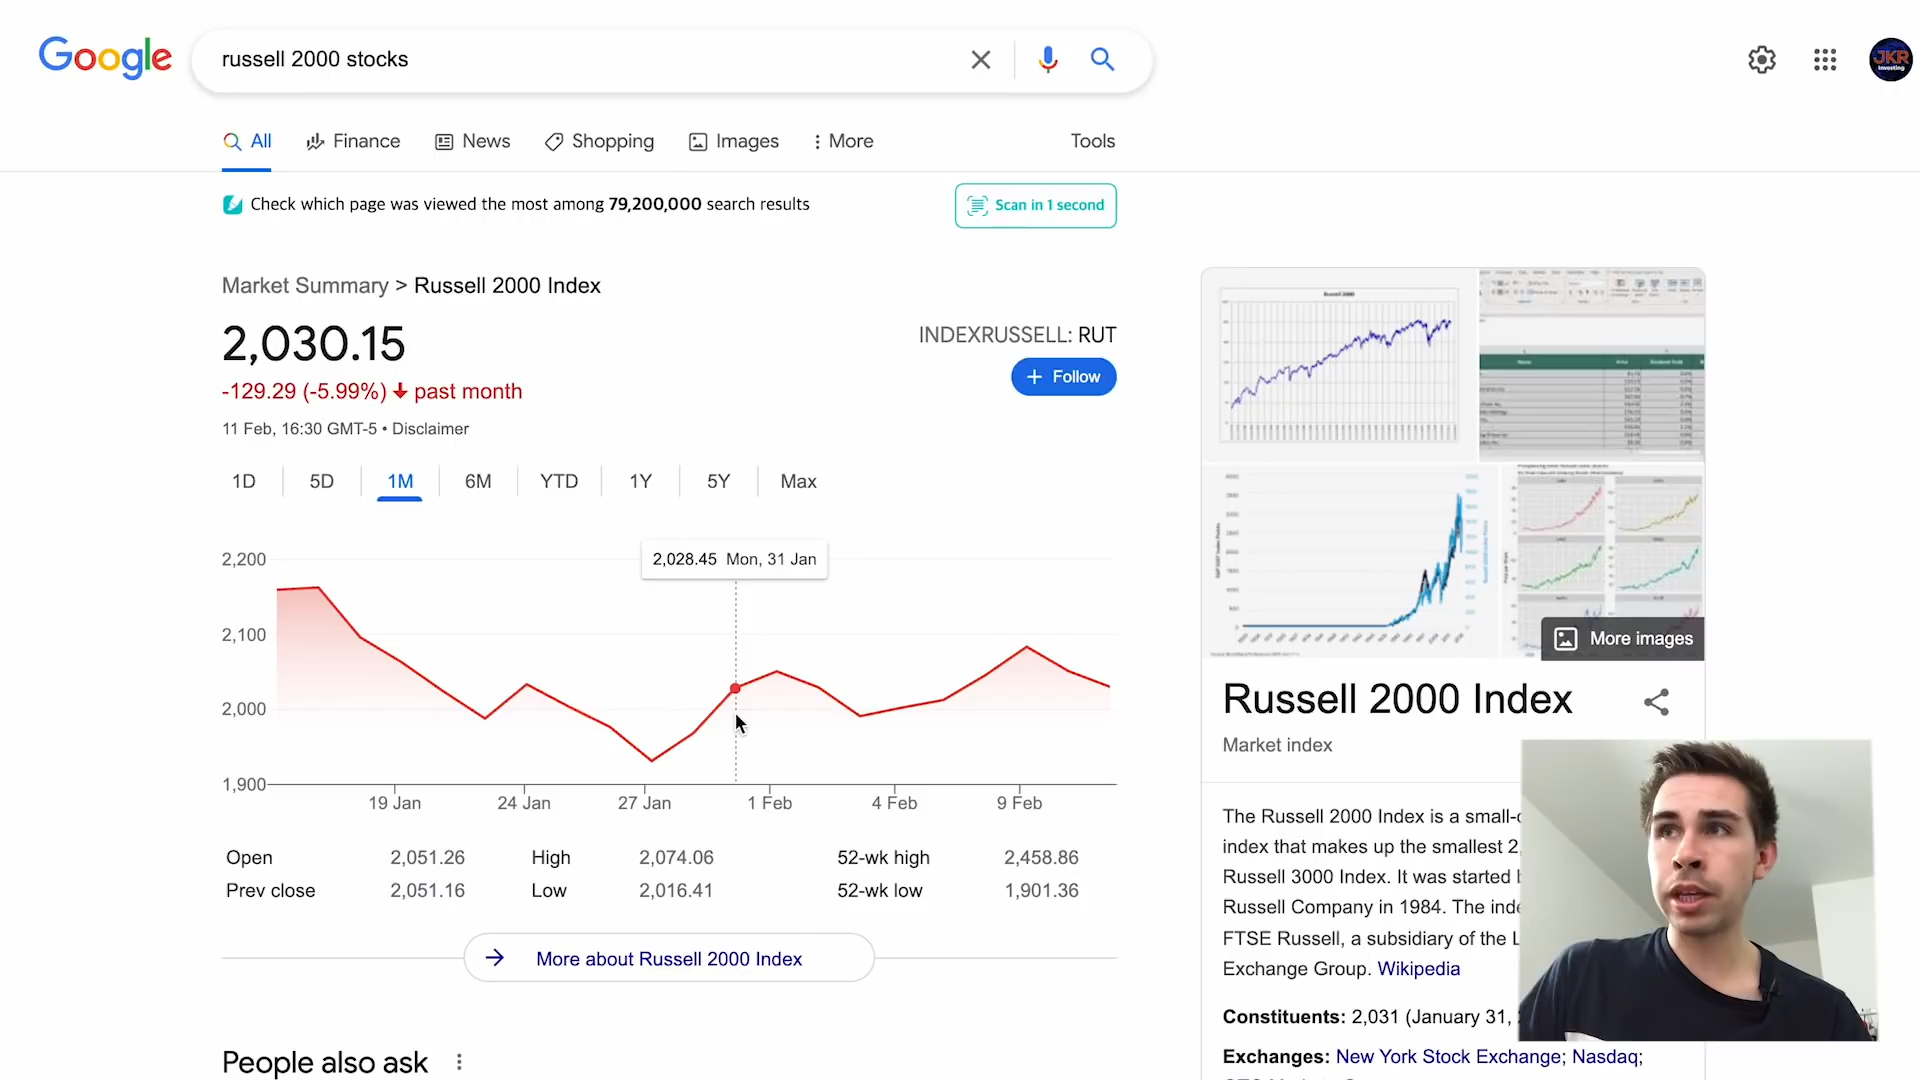 Google
russell 2000 stocks
JKR
Investing
All
Finance
News
Shopping
Images
More
Tools
Check which page was viewed the most among 79,200,000 search results
Scan in 1 second
Market Summary > Russell 2000 Index
2,030.15
INDEXRUSSELL: RUT
-129.29 (-5.99%) past month
+ Follow
11 Feb, 16:30 GMT-5 • Disclaimer
1D
5D
1M
6M
YTD
1Y
5Y
Max
2,028.45 Mon, 31 Jan
2,200
2,100
2,000
1,900
19 Jan
24 Jan
27 Jan
1 Feb
4 Feb
9 Feb
Open 2,051.26 High 2,074.06 52-wk high 2,458.86
Prev close 2,051.16 Low 2,016.41 52-wk low 1,901.36
More about Russell 2000 Index
People also ask
Russell 2000
More images
Russell 2000 Index
Market index
The Russell 2000 Index is a small-
index that makes up the smallest 2,
Russell 3000 Index. It was started
Russell Company in 1984. The
FTSE Russell, a subsidiary of the
Exchange Group. Wikipedia
Constituents: 2,031 (January 31,
Exchanges: New York Stock Exchange; Nasdaq;